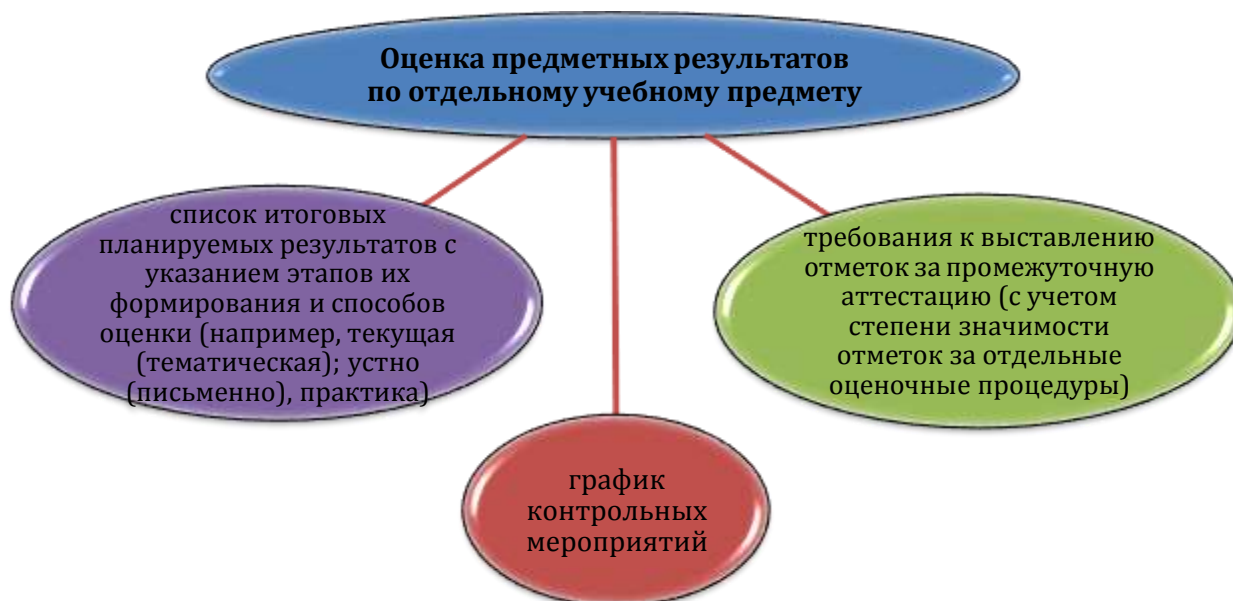 Оценка предметных результатов
по отдельному учебному предмету
список итоговых
планируемых результатов с
указанием этапов их
формирования и способов
оценки (например, текущая
(тематическая); устно
(письменно), практика)
график
контрольных
мероприятий
требования к выставлению
отметок за промежуточную
аттестацию (с учетом
степени значимости
отметок за отдельные
оценочные процедуры)